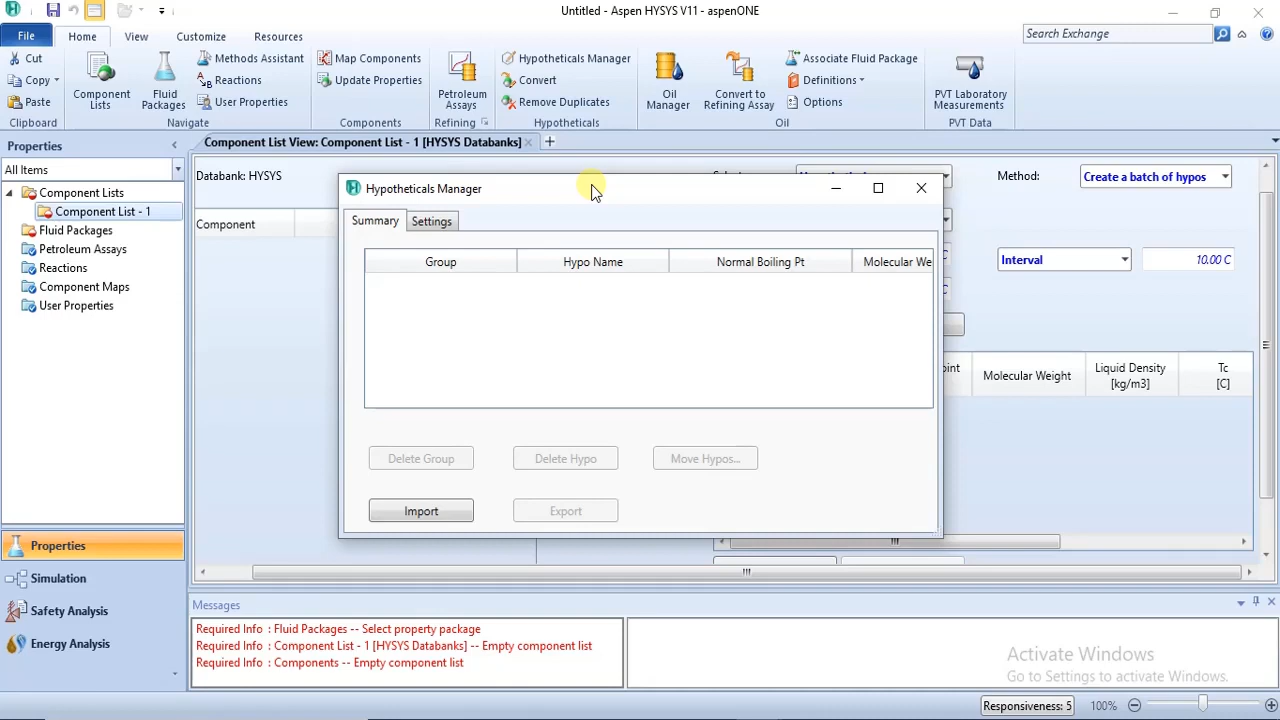 Untitled - Aspen HYSYS V11 - aspenONE
File
Home
View
Customize
Resources
Search Exchange
Cut
Copy
Paste
Clipboard
Component Lists
Fluid Packages
Methods Assistant
Reactions
User Properties
Navigate
Map Components
Update Properties
Components
Petroleum Assays
Refining
Hypotheticals Manager
Convert
Remove Duplicates
Hypotheticals
Oil Manager
Convert to Refining Assay
Associate Fluid Package
Definitions
Options
Oil
PVT Laboratory Measurements
PVT Data
Properties
All Items
Component Lists
Component List - 1
Fluid Packages
Petroleum Assays
Reactions
Component Maps
User Properties
Properties
Simulation
Safety Analysis
Energy Analysis
Component List View: Component List - 1 [HYSYS Databanks]
Databank: HYSYS
Method:
Create a batch of hypos
Component
Interval
10.00 C
C
C
oint
Molecular Weight
Liquid Density [kg/m3]
Tc [C]
Hypotheticals Manager
Summary
Settings
Group
Hypo Name
Normal Boiling Pt
Molecular We
Delete Group
Delete Hypo
Move Hypos...
Import
Export
Messages
Required Info : Fluid Packages -- Select property package
Required Info : Component List - 1 [HYSYS Databanks] -- Empty component list
Required Info : Components -- Empty component list
Activate Windows
Go to Settings to activate Windows.
Responsiveness: 5
100%